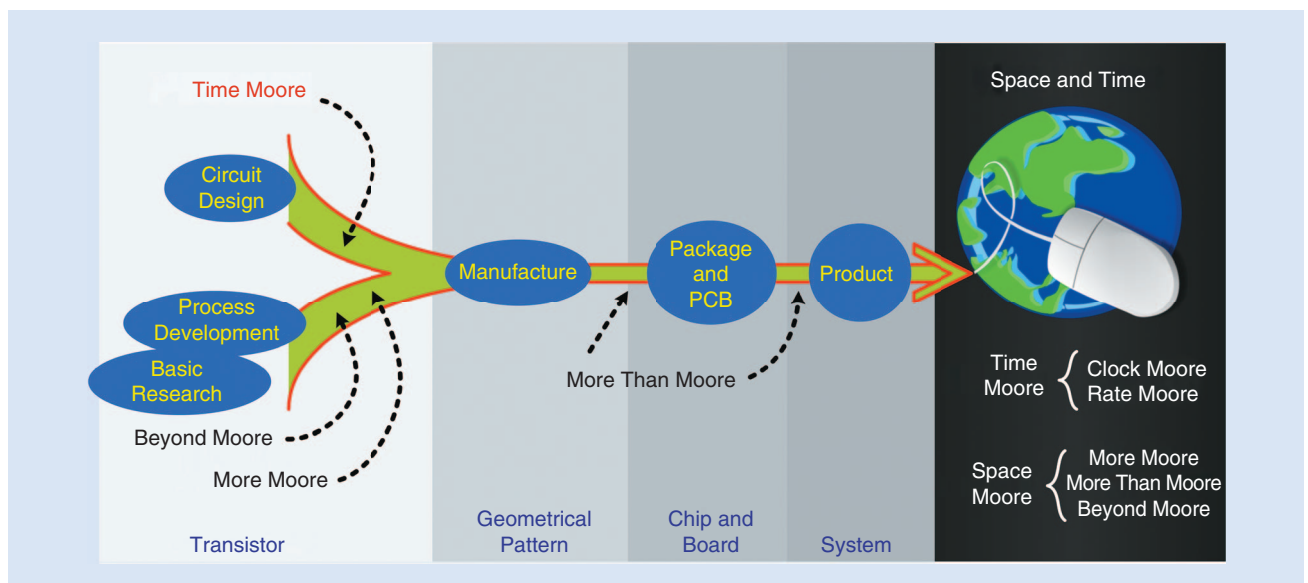 Time Moore
Circuit
Design
Process
Development
Basic
Research
Beyond Moore
More Moore
Transistor
Manufacture
Geometrical
Pattern
More Than Moore
Package
and
PCB
Chip and
Board
Product
System
Space and Time
Time
Moore
Clock Moore
Rate Moore
Space
Moore
More Moore
More Than Moore
Beyond Moore